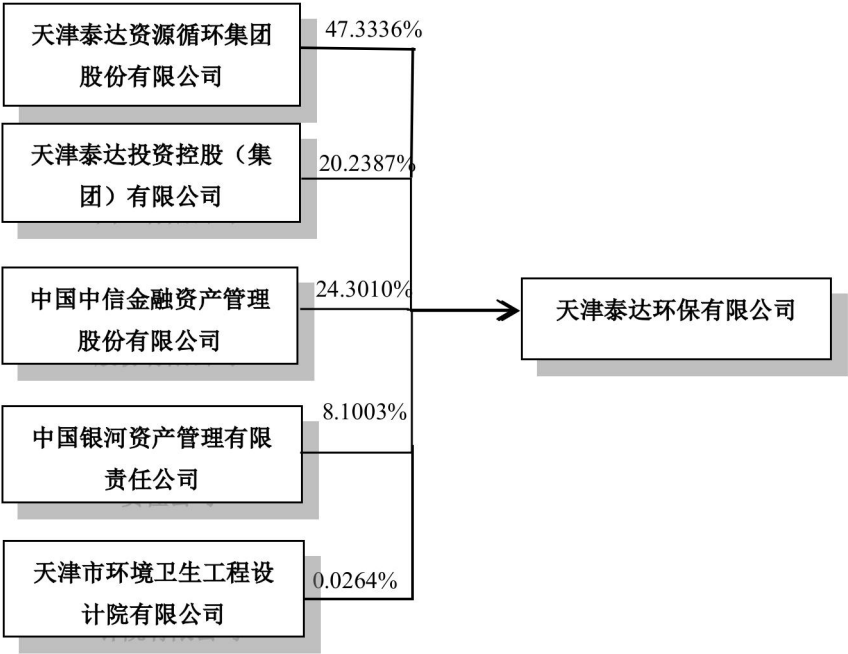 天津泰达资源循环集团
股份有限公司
47.3336%
天津泰达投资控股（集
团）有限公司
20.2387%
中国中信金融资产管理
股份有限公司
24.3010%
天津泰达环保有限公司
中国银河资产管理有限
责任公司
8.1003%
天津市环境卫生工程设
计院有限公司
0.0264%